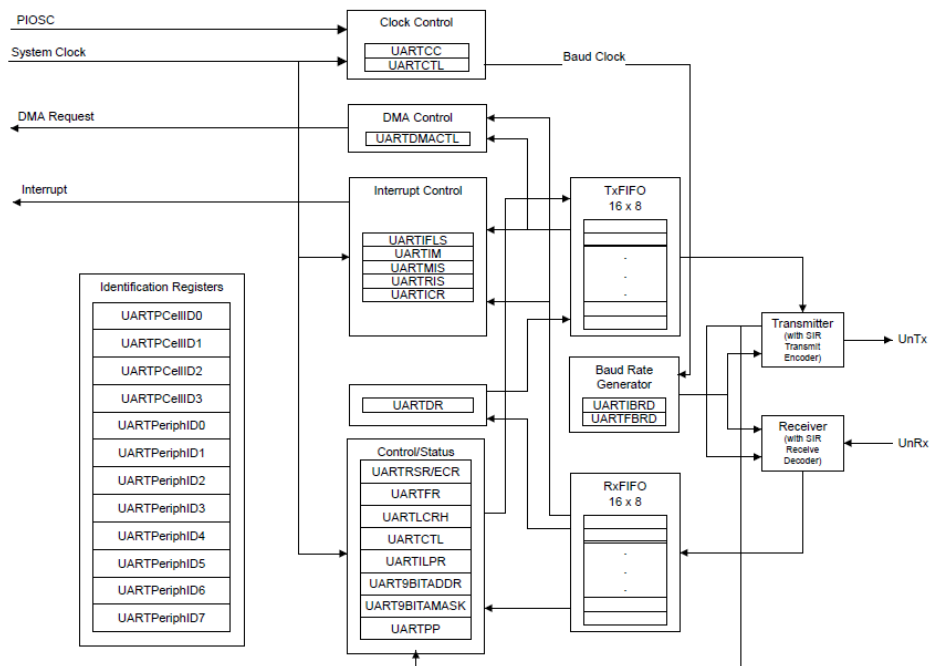 PIOSC
System Clock
Clock Control
UARTCC
UARTCTL
Baud Clock
DMA Request
DMA Control
UARTDMACTL
Interrupt
Interrupt Control
UARTIFLS
UARTIM
UARTMIS
UARTRIS
UARTICR
TxFIFO
16 x 8
.
.
.
Identification Registers
UARTPCellID0
UARTPCellID1
UARTPCellID2
UARTPCellID3
UARTPeriphID0
UARTPeriphID1
UARTPeriphID2
UARTPeriphID3
UARTPeriphID4
UARTPeriphID5
UARTPeriphID6
UARTPeriphID7
UARTDR
Control/Status
UARTRSR/ECR
UARTFR
UARTLCRH
UARTCTL
UARTILPR
UART9BITADDR
UART9BITAMASK
UARTPP
Baud Rate
Generator
UARTIBRD
UARTFBRD
RxFIFO
16 x 8
.
.
.
Transmitter
(with SIR
Transmit
Encoder)
UnTx
Receiver
(with SIR
Receive
Decoder)
UnRx